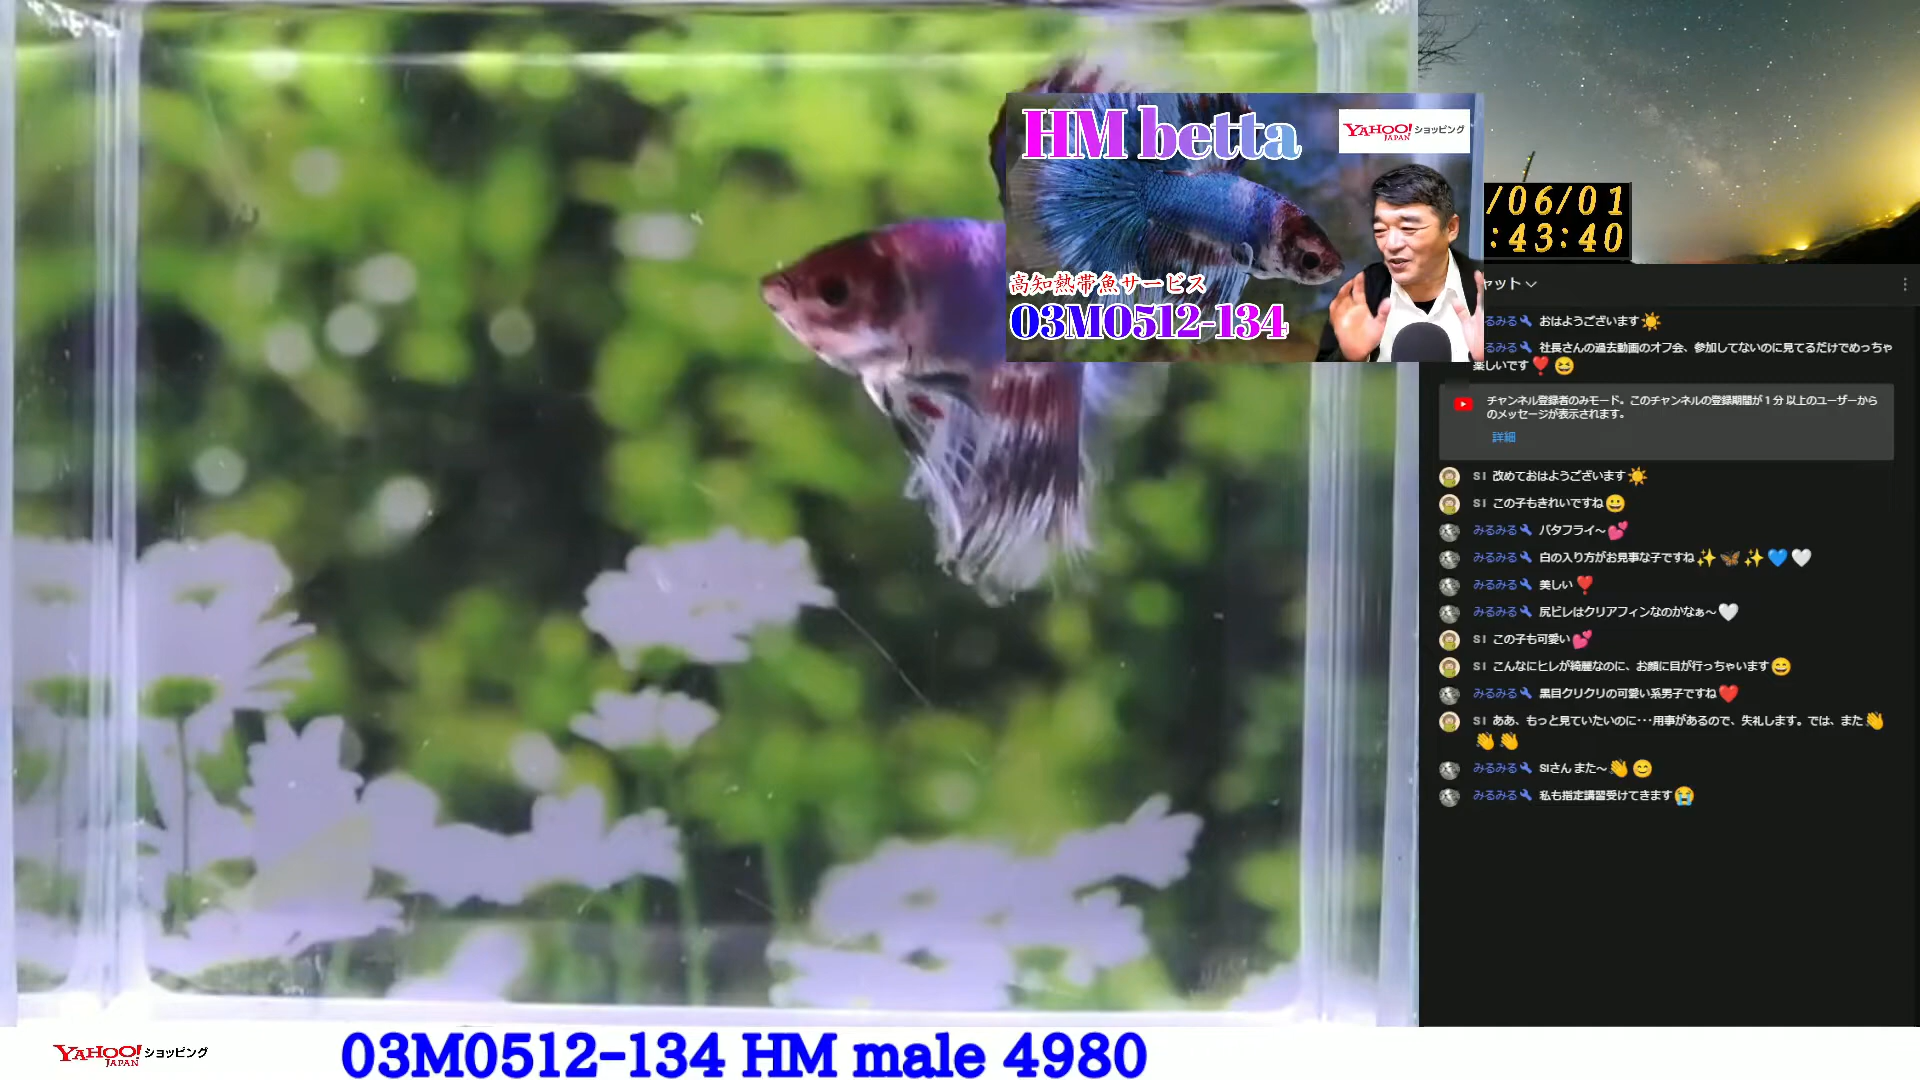 HM betta
YAHOO!
JAPAN
ショッピング
高知熱帯魚サービス
03M0512-134
/06/01
:43:40
ャット
るみる おはようございます☀
るみる 社長さんの過去動画のオフ会、参加してないのに見てるだけでめっちゃ
楽しいです❣😆
チャンネル登録者のみモード。このチャンネルの登録期間が 1 分 以上のユーザーから
のメッセージが表示されます。
詳細
S I 改めておはようございます☀
S I この子もきれいですね😀
みるみる バタフライ〜💕
みるみる 白の入り方がお見事な子ですね✨🦋✨💙🤍
みるみる 美しい❣
みるみる 尻ビレはクリアフィンなのかなぁ〜🤍
S I この子も可愛い💕
S I こんなにヒレが綺麗なのに、お顔に目が行っちゃいます😄
みるみる 黒目クリクリの可愛い系男子ですね❤
S I ああ、もっと見ていたいのに･･･用事があるので、失礼します。では、また👋
👋👋
みるみる SIさん また〜👋😊
みるみる 私も指定講習受けてきます😭
YAHOO!
JAPAN
ショッピング
03M0512-134 HM male 4980